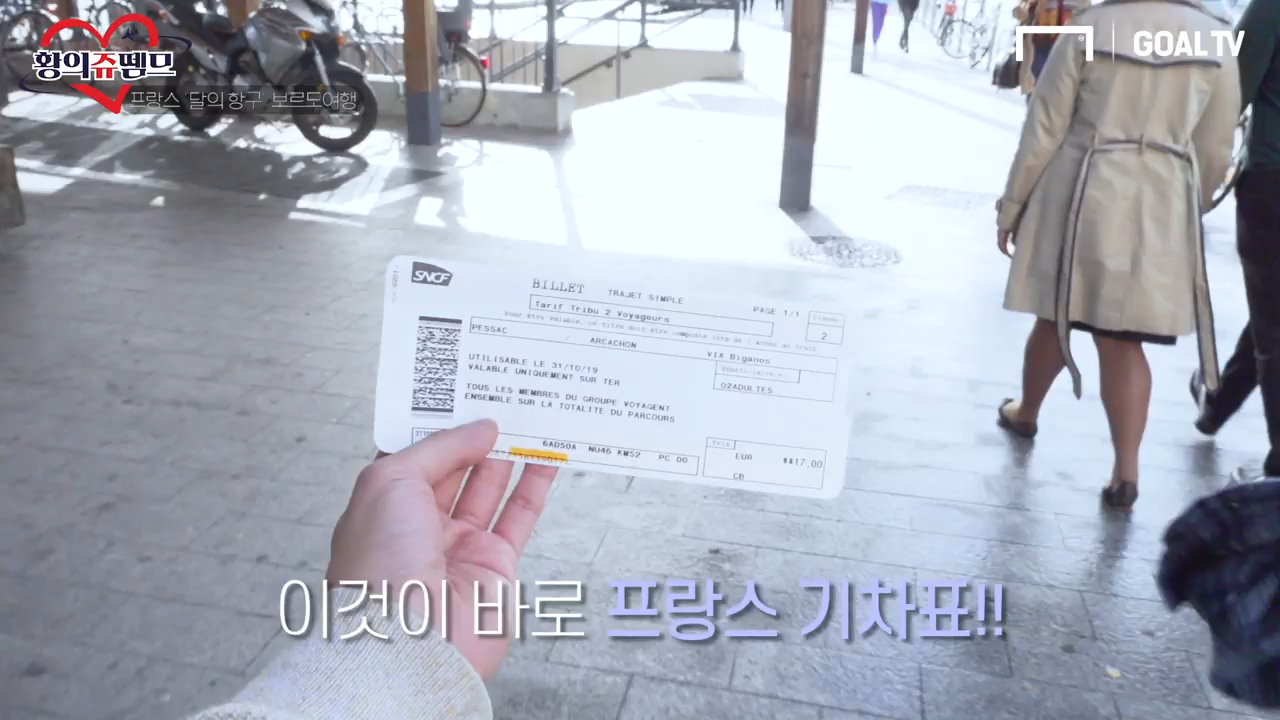 황의쥬뗌므
프랑스 달의 항구 보르도여행
GOAL TV
SNCF
BILLET TRAJET SIMPLE
Tarif Tribu 2 Voyageurs
PAGE 1/1
2
PESSAC ARCACHON
VIA Biganos
UTILISABLE LE 31/10/19
VALABLE UNIQUEMENT SUR TER
02ADULTES
TOUS LES MEMBRES DU GROUPE VOYAGENT
ENSEMBLE SUR LA TOTALITE DU PARCOURS
6AD50A NU46 KM52 PC 00
EUR **17,00
CB
이것이 바로 프랑스 기차표!!